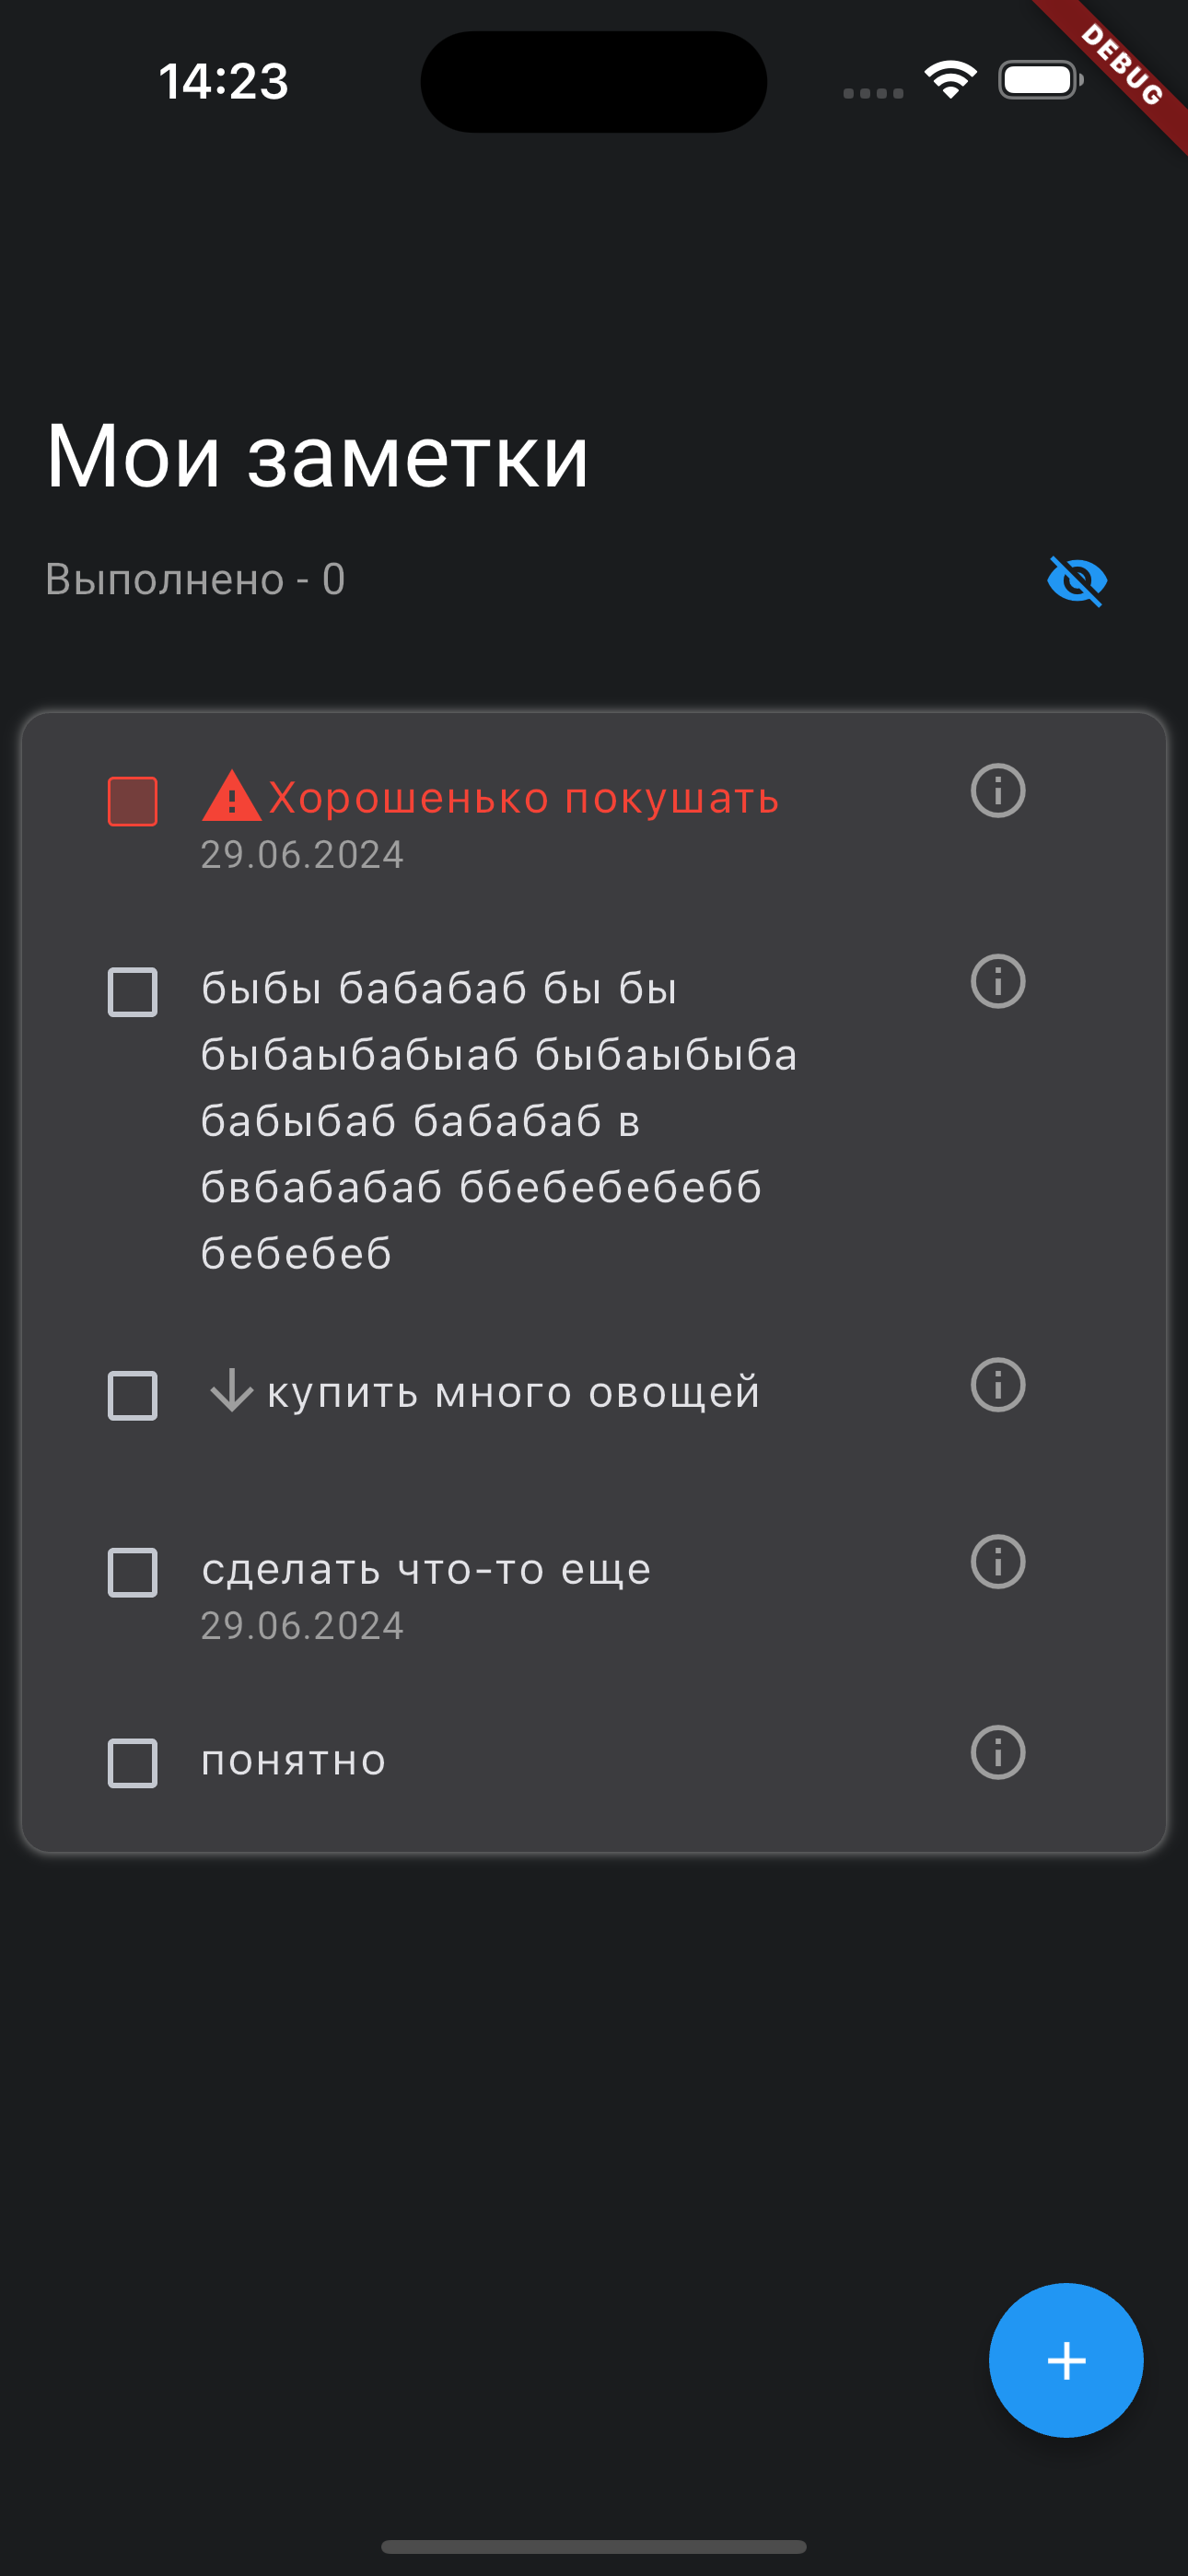 14:23
DEBUG
Мои заметки
Выполнено - 0
Хорошенько покушать
29.06.2024
быбы бабабаб бы бы
быбаыбабыаб быбаыбыба
бабыбаб бабабаб в
бвбабабаб ббебебебебб
бебебеб
купить много овощей
сделать что-то еще
29.06.2024
понятно